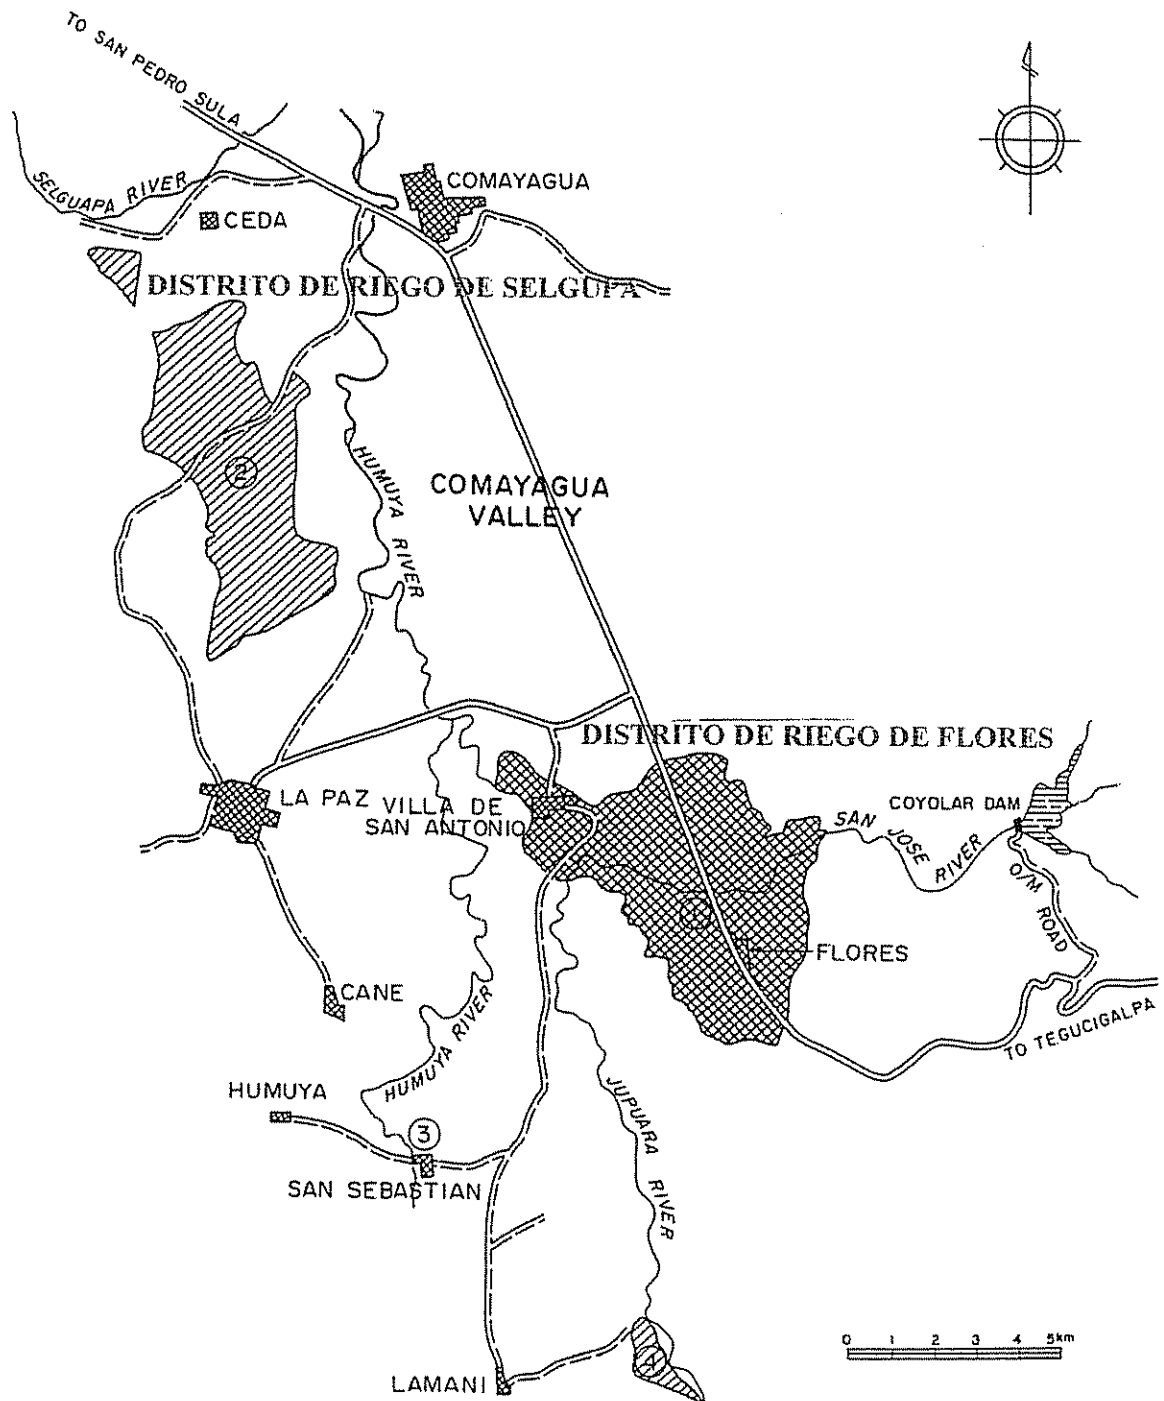 TO SAN PEDRO SULA
SELGUAPA RIVER
COMAYAGUA
CEDA
DISTRITO DE RIEGO DE SELGUPA
2
HUMUYA RIVER
COMAYAGUA
VALLEY
DISTRITO DE RIEGO DE FLORES
LA PAZ
VILLA DE
SAN ANTONIO
COYOLAR DAM
SAN JOSE RIVER
O/M ROAD
1
FLORES
CANE
HUMUYA RIVER
TO TEGUCIGALPA
HUMUYA
3
JUPUARA RIVER
SAN SEBASTIAN
0 1 2 3 4 5km
4
LAMANI